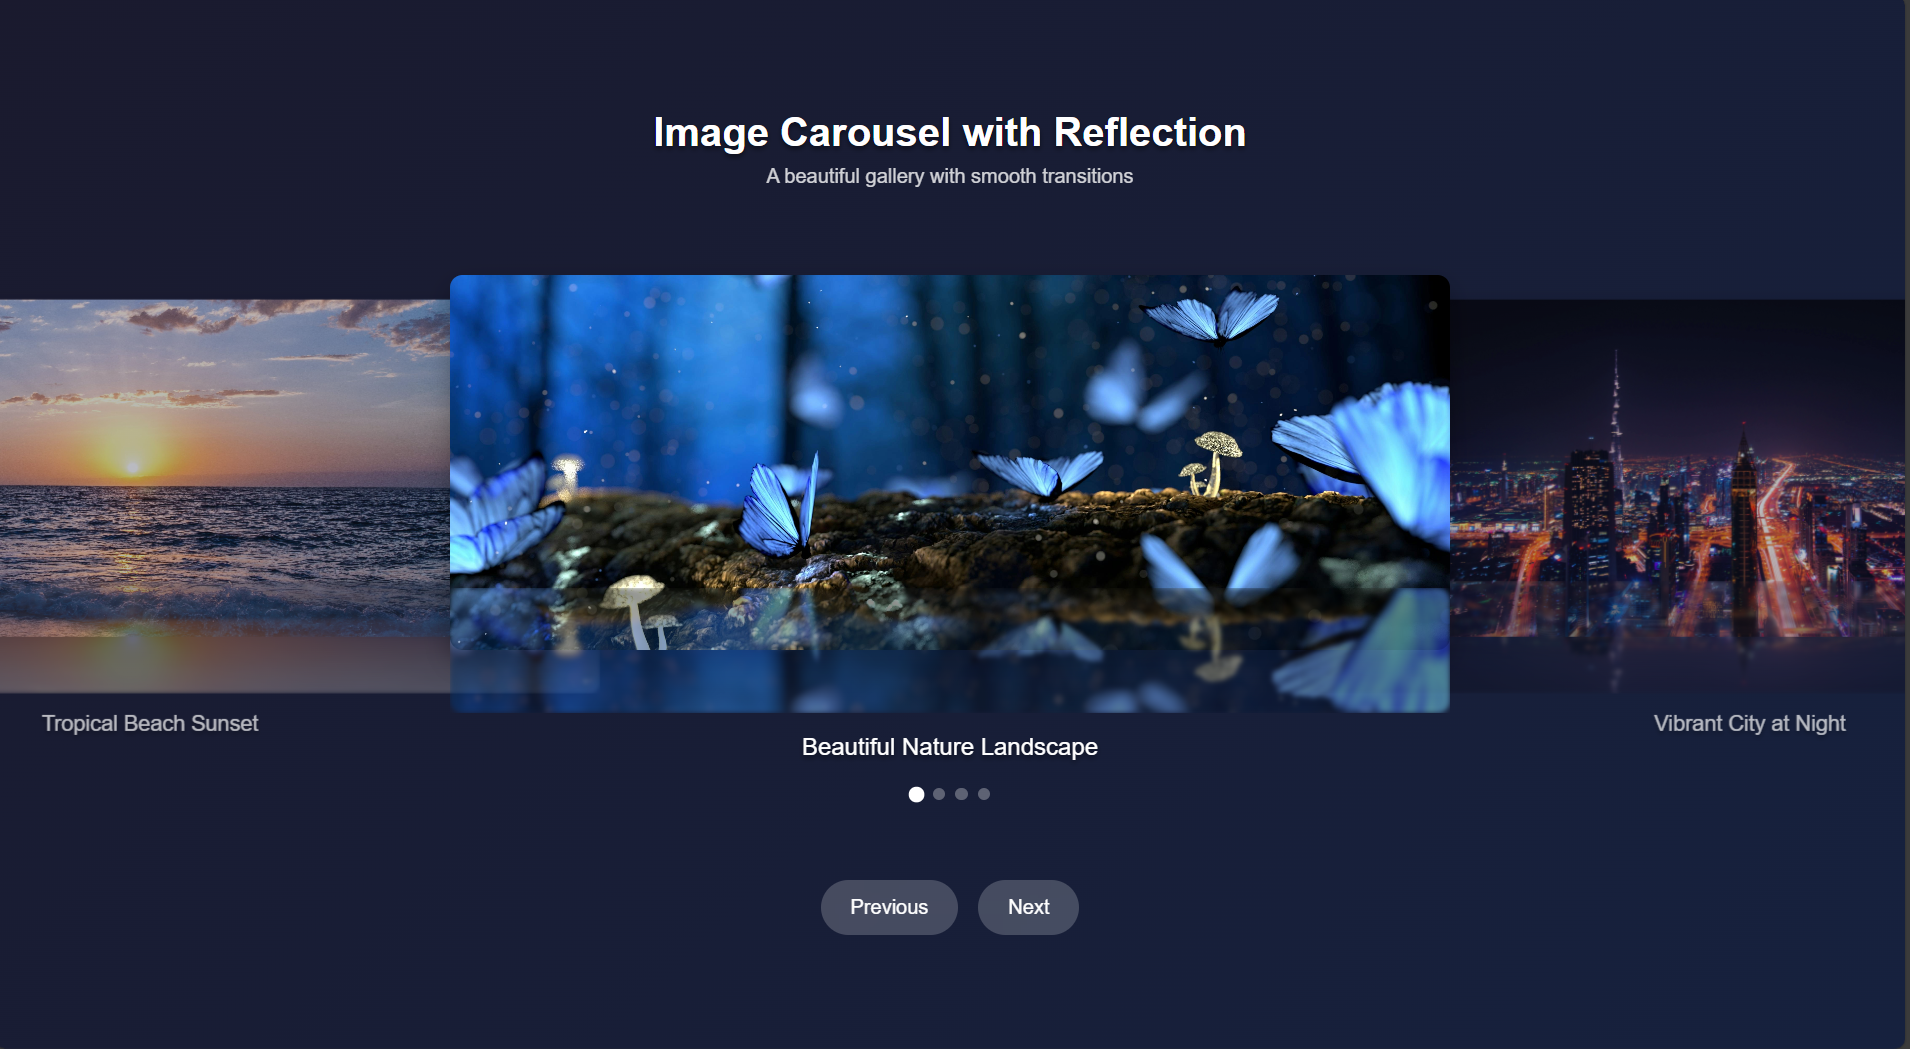 Image Carousel with Reflection
A beautiful gallery with smooth transitions
Tropical Beach Sunset
Vibrant City at Night
Beautiful Nature Landscape
Previous
Next